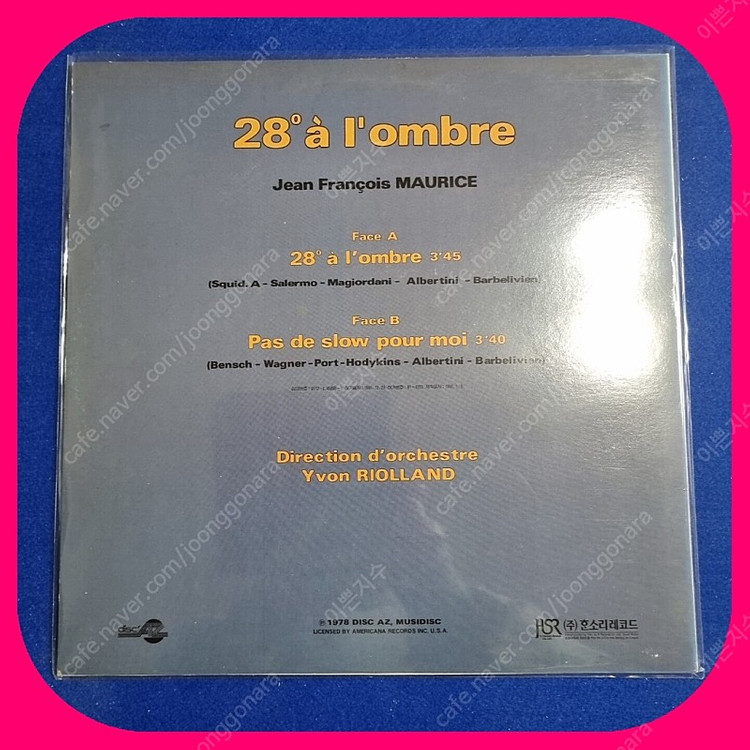 28° à l'ombre
Jean François MAURICE
Face A
28° à l'ombre 3'45
(Squid. A - Salermo - Magiordani - Albertini - Barbelivien)
Face B
Pas de slow pour moi 3'40
(Bensch - Wagner - Port - Hodykins - Albertini - Barbelivien)
Direction d'orchestre
Yvon RIOLLAND
disc AZ
℗ 1978 DISC AZ, MUSIDISC
LICENSED BY AMERICANA RECORDS INC. U.S.A.
HSR (주) 훈소리레코드
cafe.naver.com/joonggonara
이쁜지수